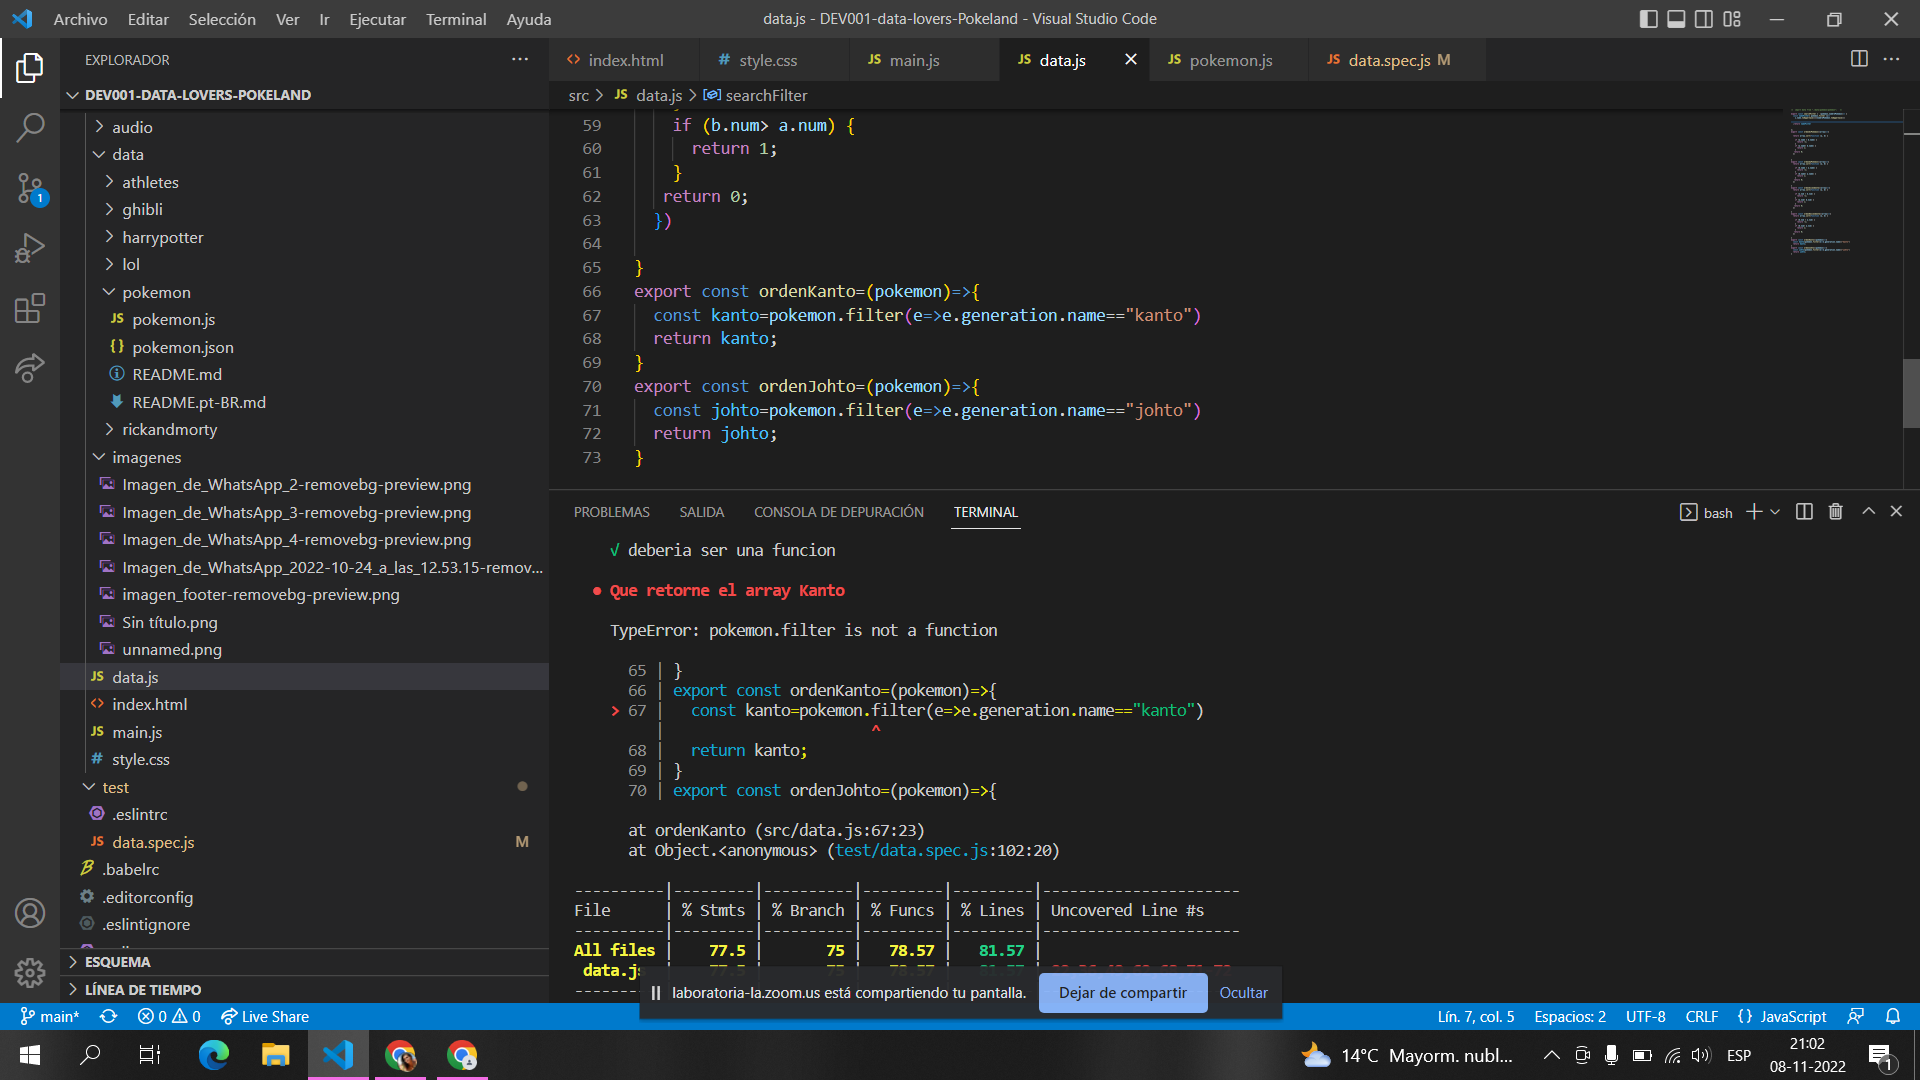 Archivo Editar Selección Ver Ir Ejecutar Terminal Ayuda
data.js - DEV001-data-lovers-Pokeland - Visual Studio Code
EXPLORADOR
index.html
# style.css
JS main.js
JS data.js
JS pokemon.js
JS data.spec.js M
DEV001-DATA-LOVERS-POKELAND
src > JS data.js > searchFilter
audio
data
athletes
ghibli
harrypotter
lol
pokemon
JS pokemon.js
{} pokemon.json
README.md
README.pt-BR.md
rickandmorty
imagenes
Imagen_de_WhatsApp_2-removebg-preview.png
Imagen_de_WhatsApp_3-removebg-preview.png
Imagen_de_WhatsApp_4-removebg-preview.png
Imagen_de_WhatsApp_2022-10-24_a_las_12.53.15-remov...
imagen_footer-removebg-preview.png
Sin título.png
unnamed.png
JS data.js
index.html
JS main.js
# style.css
test
.eslintrc
JS data.spec.js M
.babelrc
.editorconfig
.eslintignore
ESQUEMA
LÍNEA DE TIEMPO
59 if (b.num> a.num) {
60 return 1;
61 }
62 return 0;
63 })
64
65 }
66 export const ordenKanto=(pokemon)=>{
67 const kanto=pokemon.filter(e=>e.generation.name=="kanto")
68 return kanto;
69 }
70 export const ordenJohto=(pokemon)=>{
71 const johto=pokemon.filter(e=>e.generation.name=="johto")
72 return johto;
73 }
PROBLEMAS SALIDA CONSOLA DE DEPURACIÓN TERMINAL
bash
√ deberia ser una funcion
● Que retorne el array Kanto
TypeError: pokemon.filter is not a function
65 | }
66 | export const ordenKanto=(pokemon)=>{
> 67 | const kanto=pokemon.filter(e=>e.generation.name=="kanto")
| ^
68 | return kanto;
69 | }
70 | export const ordenJohto=(pokemon)=>{
at ordenKanto (src/data.js:67:23)
at Object.<anonymous> (test/data.spec.js:102:20)
----------|---------|----------|---------|---------|----------------------
File | % Stmts | % Branch | % Funcs | % Lines | Uncovered Line #s
----------|---------|----------|---------|---------|----------------------
All files | 77.5 | 75 | 78.57 | 81.57 |
data.js
laboratoria-la.zoom.us está compartiendo tu pantalla.
Dejar de compartir
Ocultar
main* 0 0 Live Share
Lín. 7, col. 5 Espacios: 2 UTF-8 CRLF {} JavaScript
1
14°C Mayorm. nubl...
ESP
21:02
08-11-2022
1